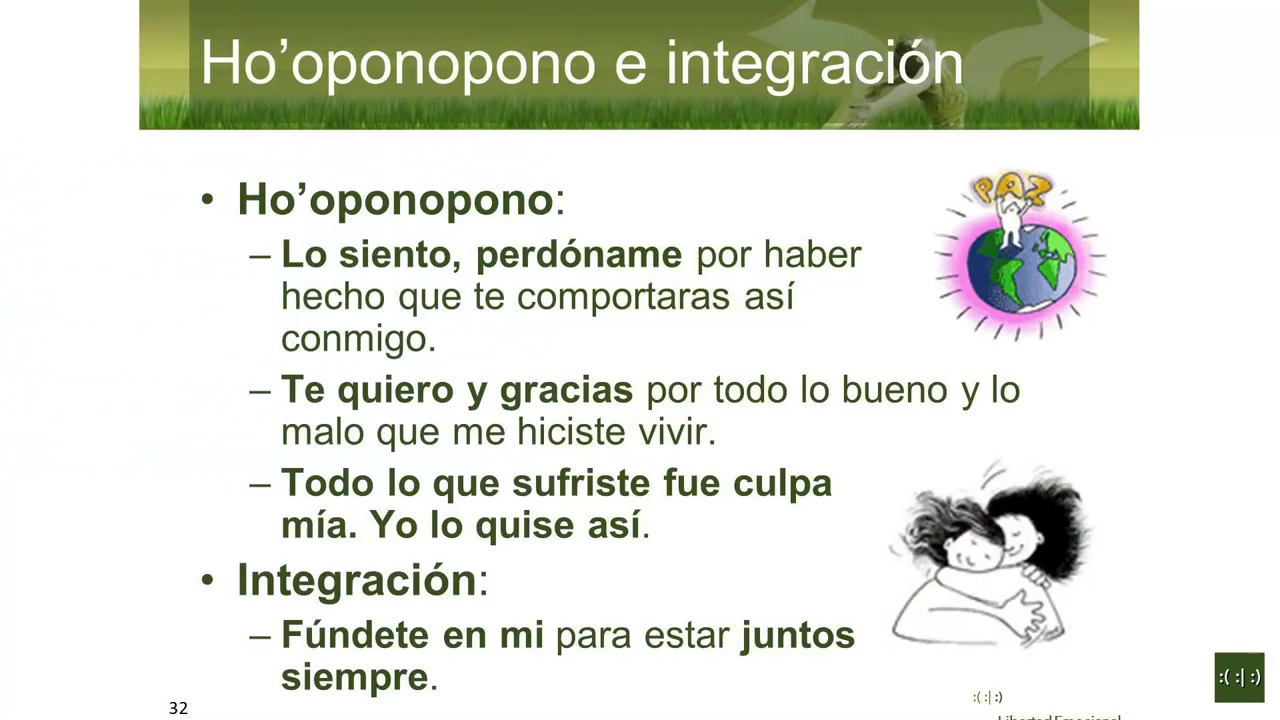 Ho’oponopono e integración
PAZ
• Ho’oponopono:
– Lo siento, perdóname por haber
hecho que te comportaras así
conmigo.
– Te quiero y gracias por todo lo bueno y lo
malo que me hiciste vivir.
– Todo lo que sufriste fue culpa
mía. Yo lo quise así.
• Integración:
– Fúndete en mi para estar juntos
siempre.
32
:( :| :)
:( :| :)
Libertad Emocional